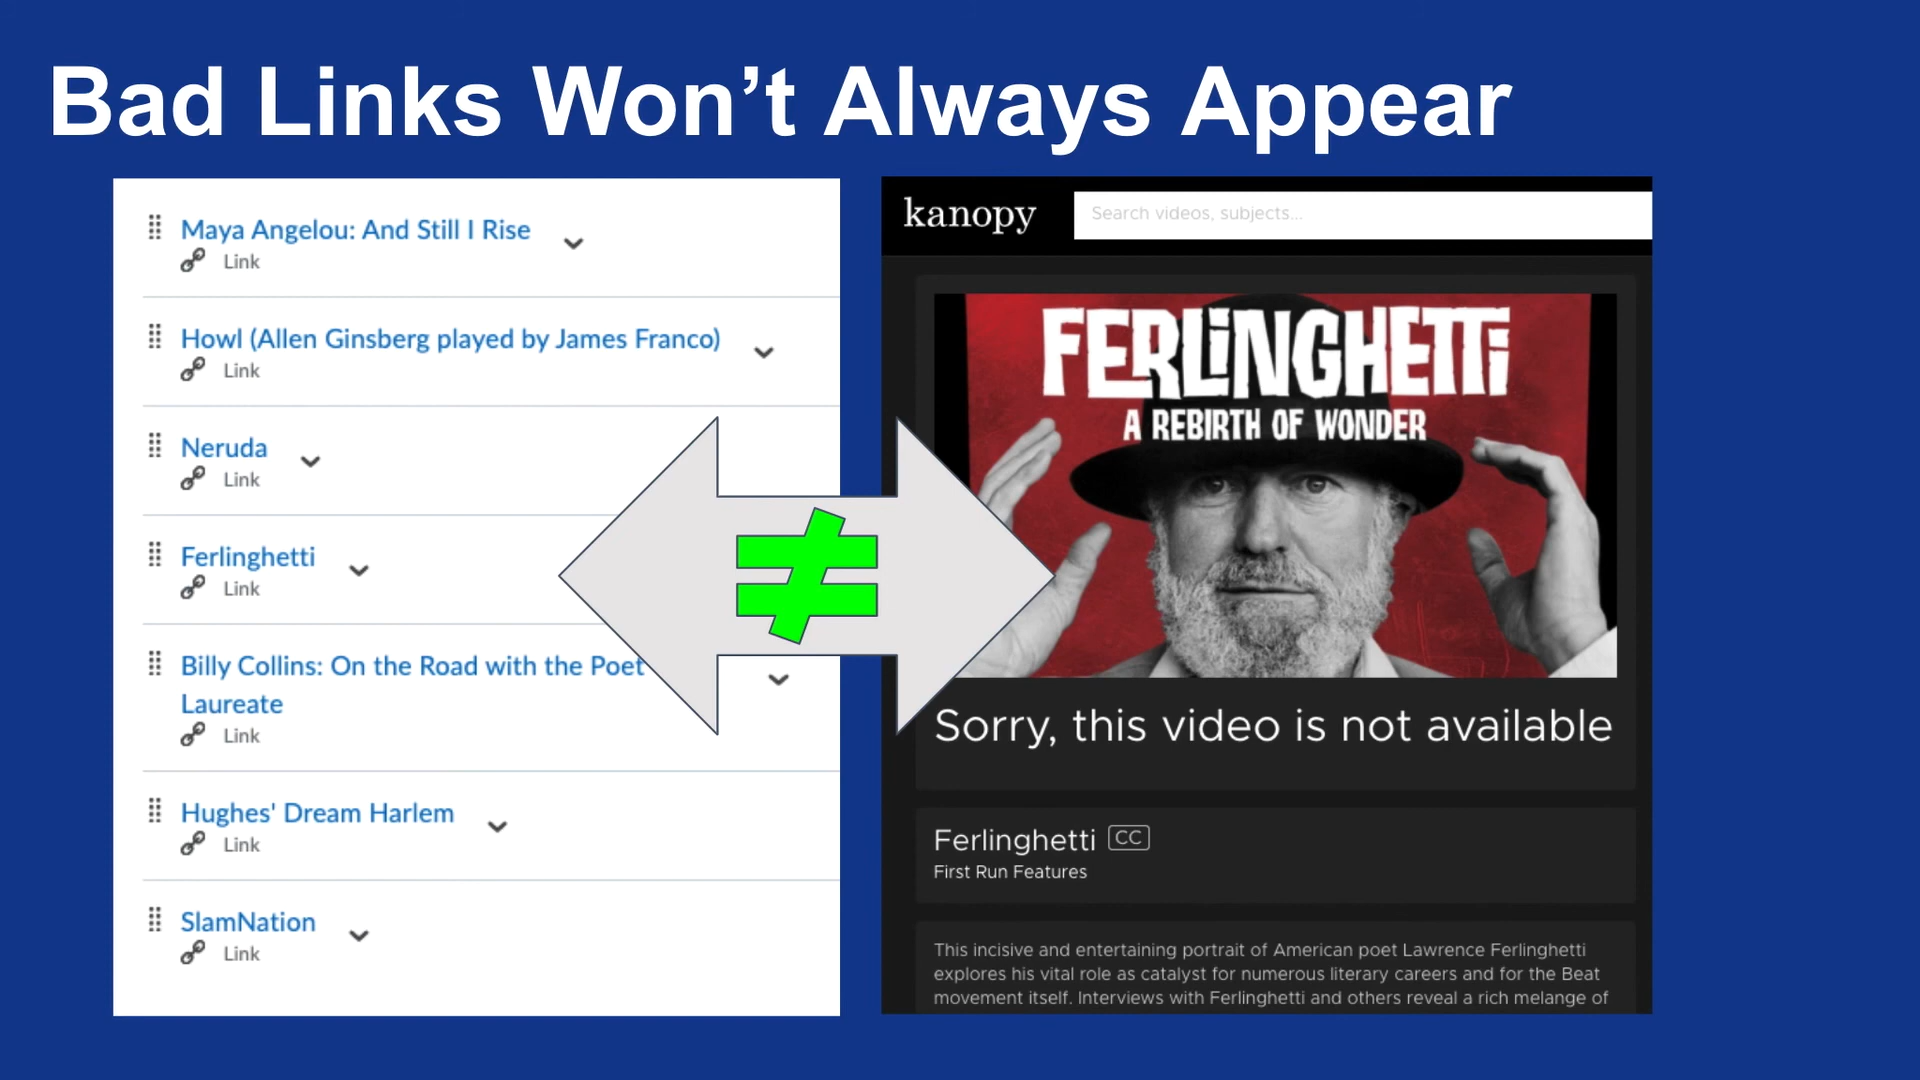 Bad Links Won’t Always Appear
Maya Angelou: And Still I Rise
Link
Howl (Allen Ginsberg played by James Franco)
Link
Neruda
Link
Ferlinghetti
Link
Billy Collins: On the Road with the Poet
Laureate
Link
Hughes' Dream Harlem
Link
SlamNation
Link
≠
kanopy
Search videos, subjects...
FERLINGHETTI
A REBIRTH OF WONDER
Sorry, this video is not available
Ferlinghetti CC
First Run Features
This incisive and entertaining portrait of American poet Lawrence Ferlinghetti
explores his vital role as catalyst for numerous literary careers and for the Beat
movement itself. Interviews with Ferlinghetti and others reveal a rich melange of